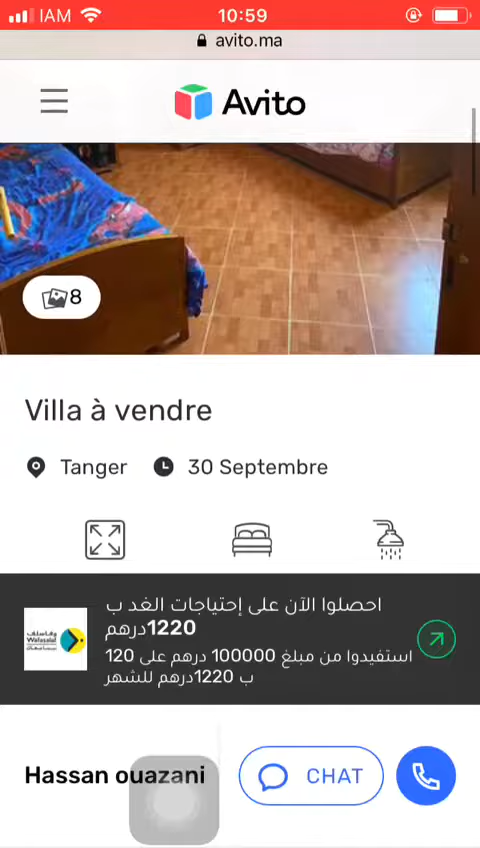 IAM 10:59
avito.ma
Avito
8
Villa à vendre
Tanger 30 Septembre
احصلوا الآن على إحتياجات الغد ب
1220درهم
استفيدوا من مبلغ 100000 درهم على 120
ب 1220درهم للشهر
وفاسلف
Wafasalaf
Hassan ouazani
CHAT